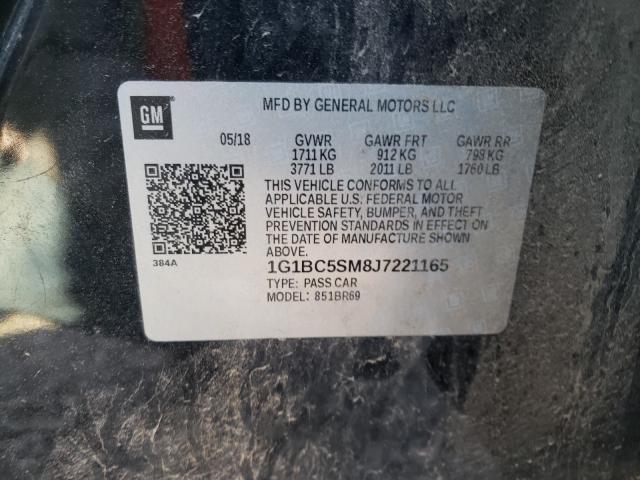 GM
MFD BY GENERAL MOTORS LLC
05/18 GVWR GAWR FRT GAWR RR
1711 KG 912 KG 798 KG
3771 LB 2011 LB 1760 LB
THIS VEHICLE CONFORMS TO ALL
APPLICABLE U.S. FEDERAL MOTOR
VEHICLE SAFETY, BUMPER, AND THEFT
PREVENTION STANDARDS IN EFFECT ON
THE DATE OF MANUFACTURE SHOWN
ABOVE.
384A
1G1BC5SM8J7221165
TYPE: PASS CAR
MODEL: 851BR69